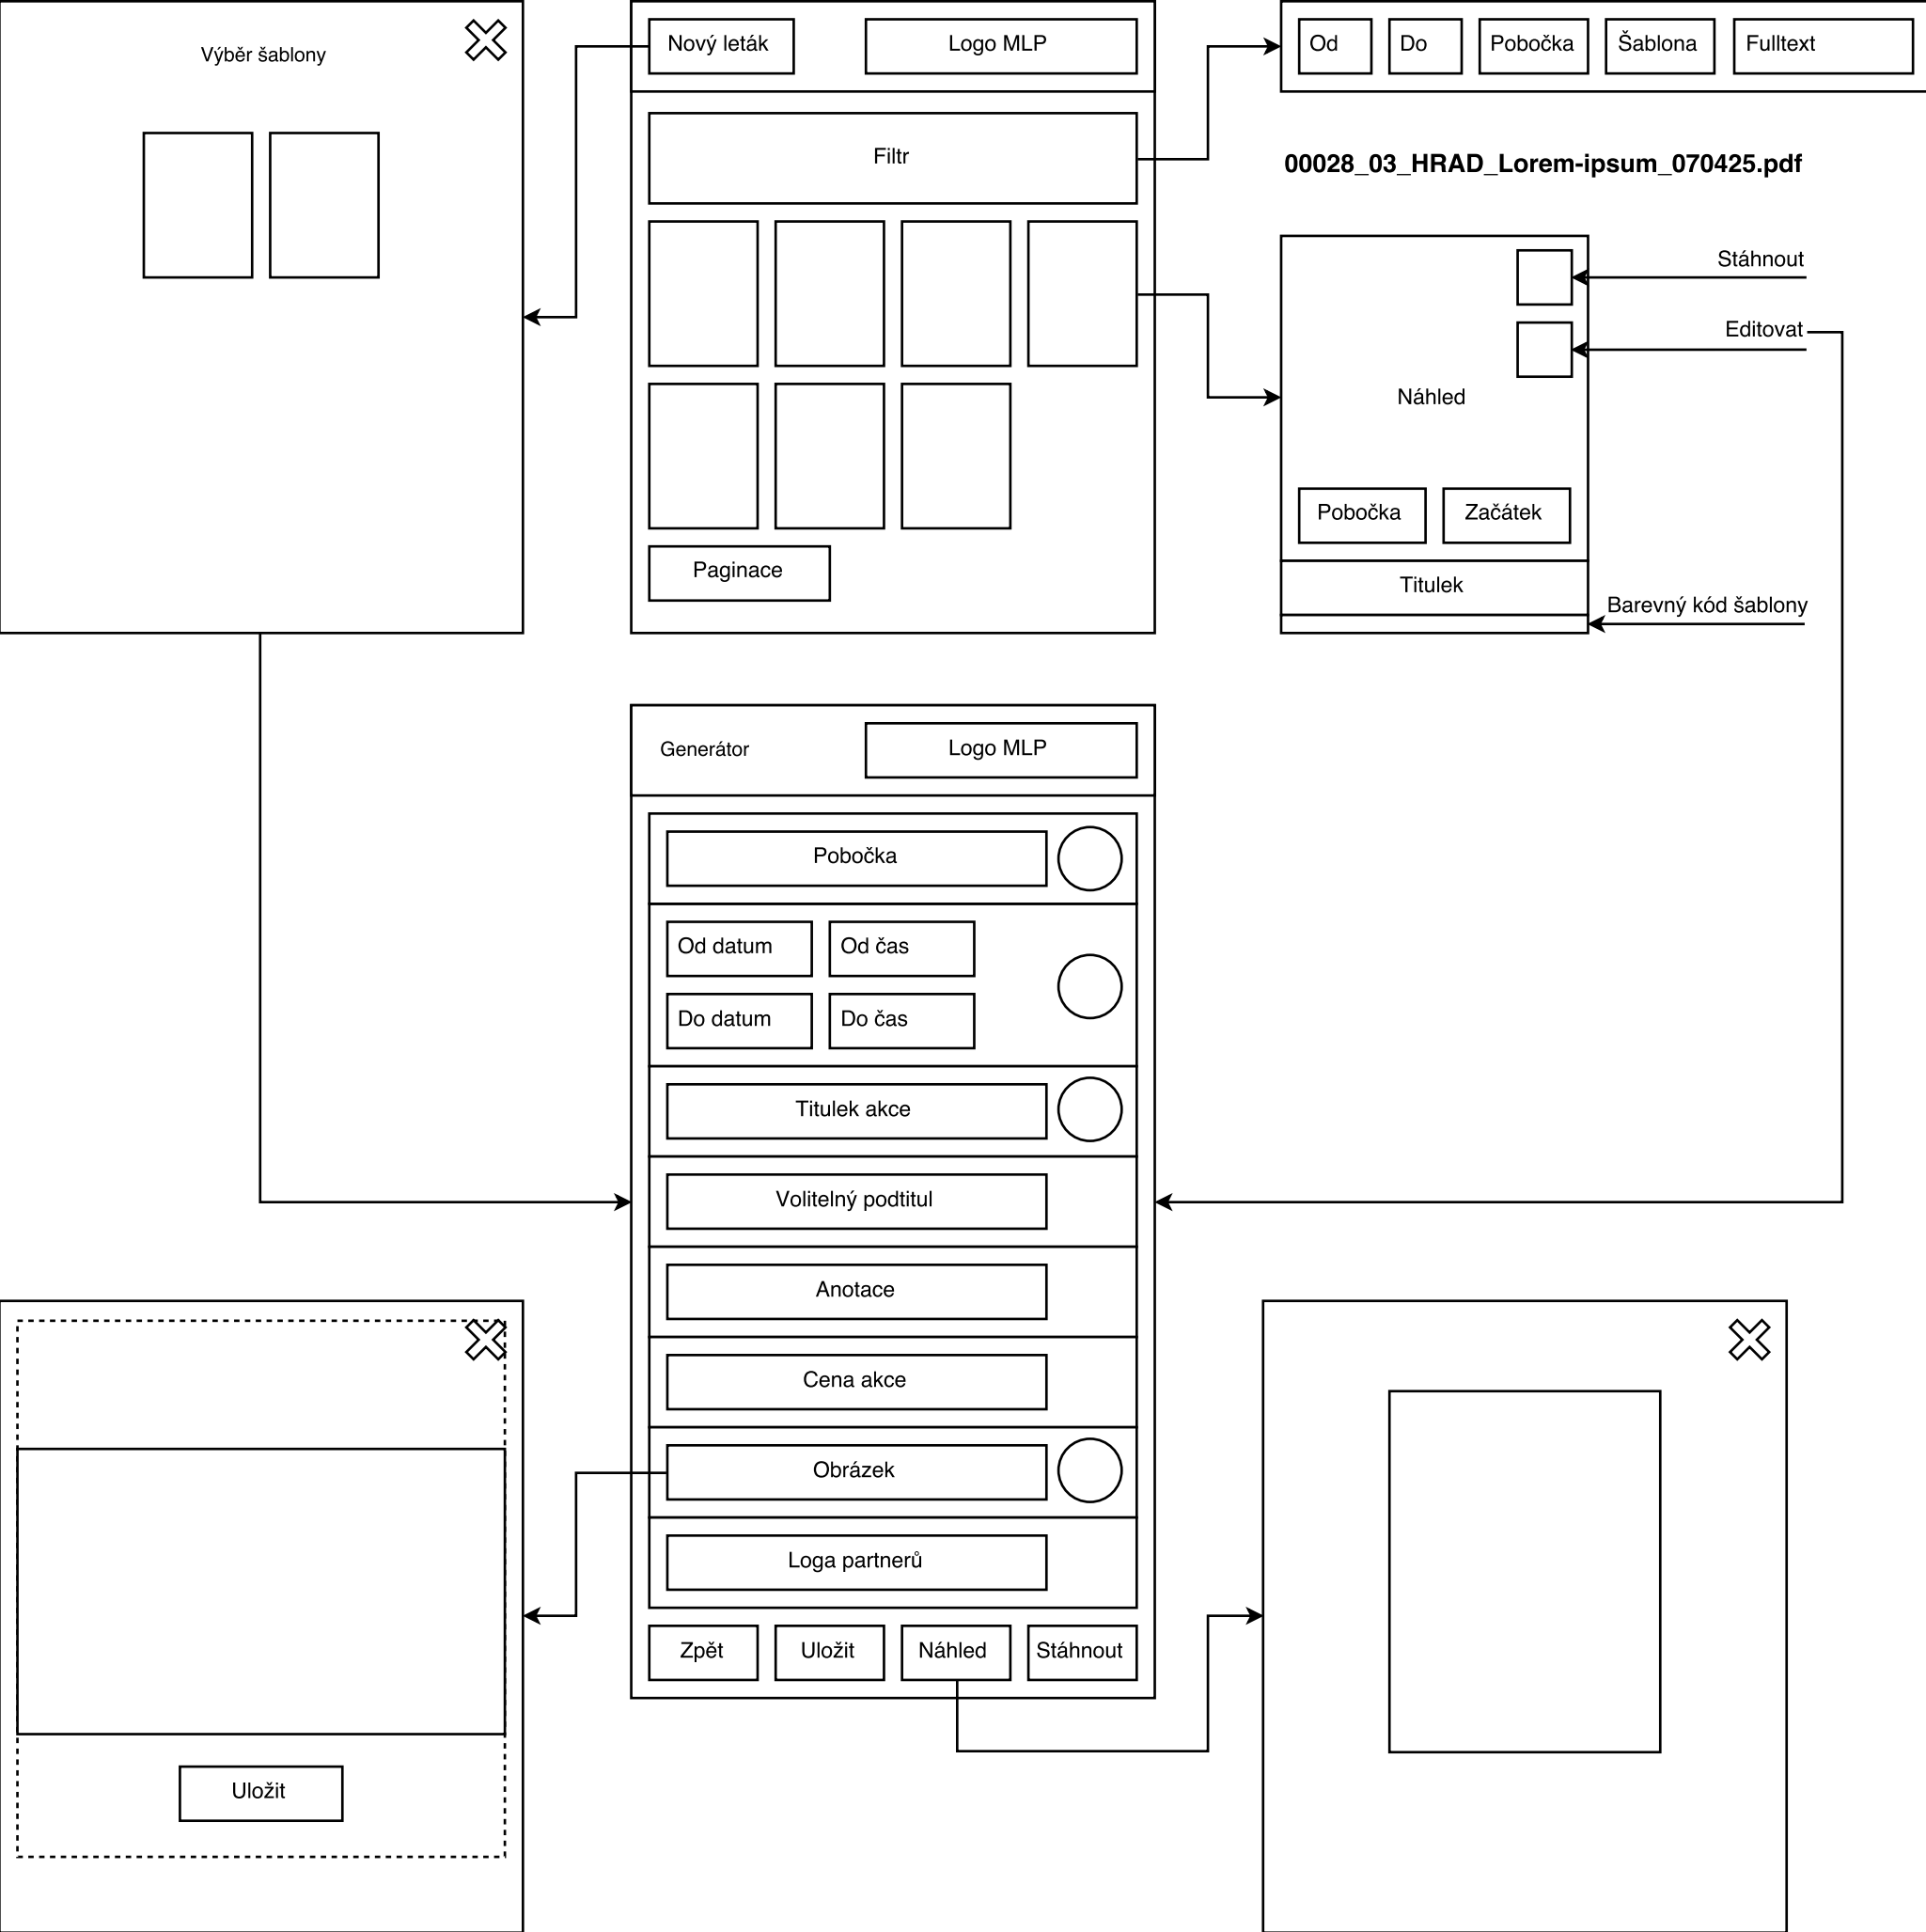 Výběr šablony
Nový leták
Logo MLP
Filtr
Paginace
Od
Do
Pobočka
Šablona
Fulltext
00028_03_HRAD_Lorem-ipsum_070425.pdf
Stáhnout
Editovat
Náhled
Pobočka
Začátek
Titulek
Barevný kód šablony
Generátor
Logo MLP
Pobočka
Od datum
Od čas
Do datum
Do čas
Titulek akce
Volitelný podtitul
Anotace
Cena akce
Obrázek
Loga partnerů
Zpět
Uložit
Náhled
Stáhnout
Uložit